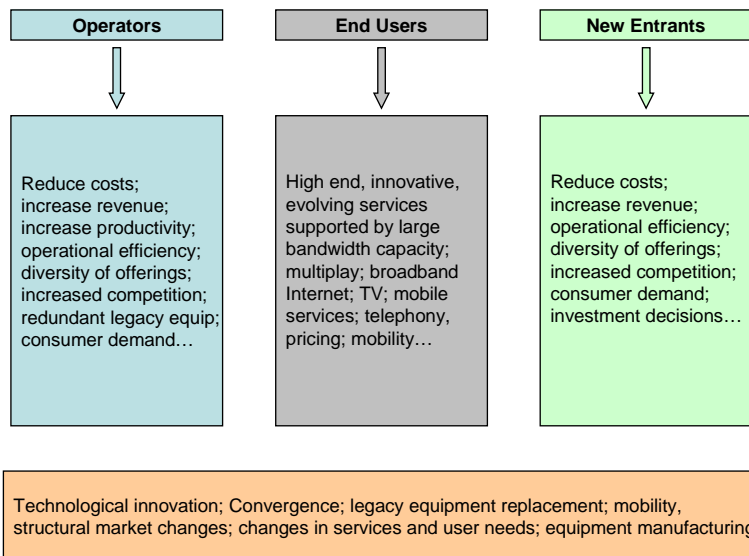 Operators
Reduce costs;
increase revenue;
increase productivity;
operational efficiency;
diversity of offerings;
increased competition;
redundant legacy equip;
consumer demand…
End Users
High end, innovative,
evolving services
supported by large
bandwidth capacity;
multiplay; broadband
Internet; TV; mobile
services; telephony,
pricing; mobility…
New Entrants
Reduce costs;
increase revenue;
operational efficiency;
diversity of offerings;
increased competition;
consumer demand;
investment decisions…
Technological innovation; Convergence; legacy equipment replacement; mobility,
structural market changes; changes in services and user needs; equipment manufacturing